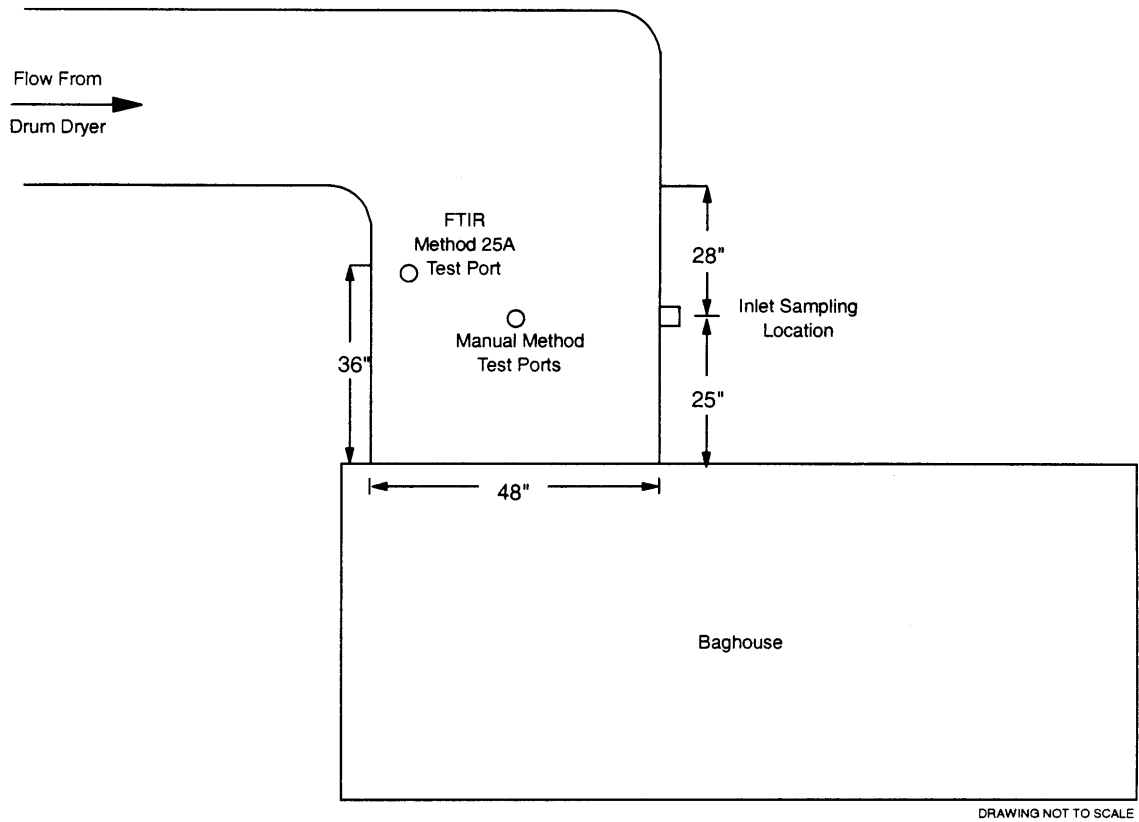 Flow From
Drum Dryer
FTIR
Method 25A
Test Port
28"
Inlet Sampling
Location
Manual Method
Test Ports
36"
25"
48"
Baghouse
DRAWING NOT TO SCALE